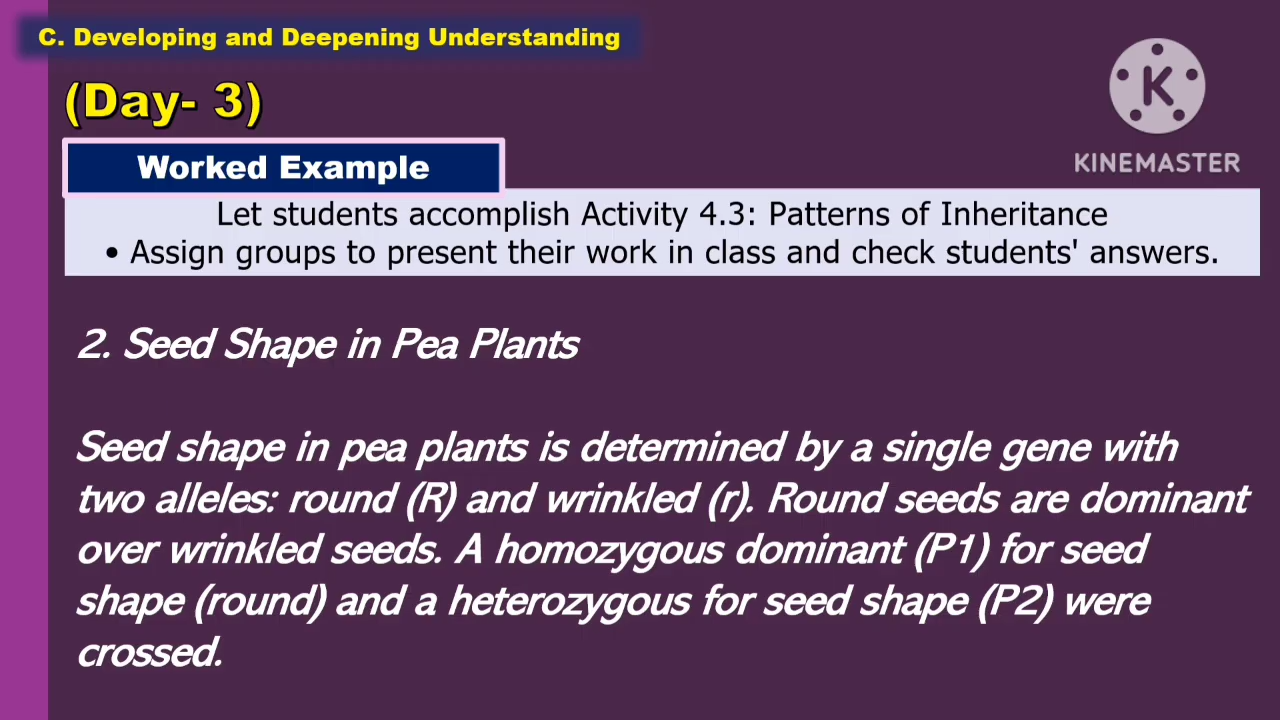 C. Developing and Deepening Understanding
(Day- 3)
K
KINEMASTER
Worked Example
Let students accomplish Activity 4.3: Patterns of Inheritance
• Assign groups to present their work in class and check students' answers.
2. Seed Shape in Pea Plants
Seed shape in pea plants is determined by a single gene with
two alleles: round (R) and wrinkled (r). Round seeds are dominant
over wrinkled seeds. A homozygous dominant (P1) for seed
shape (round) and a heterozygous for seed shape (P2) were
crossed.